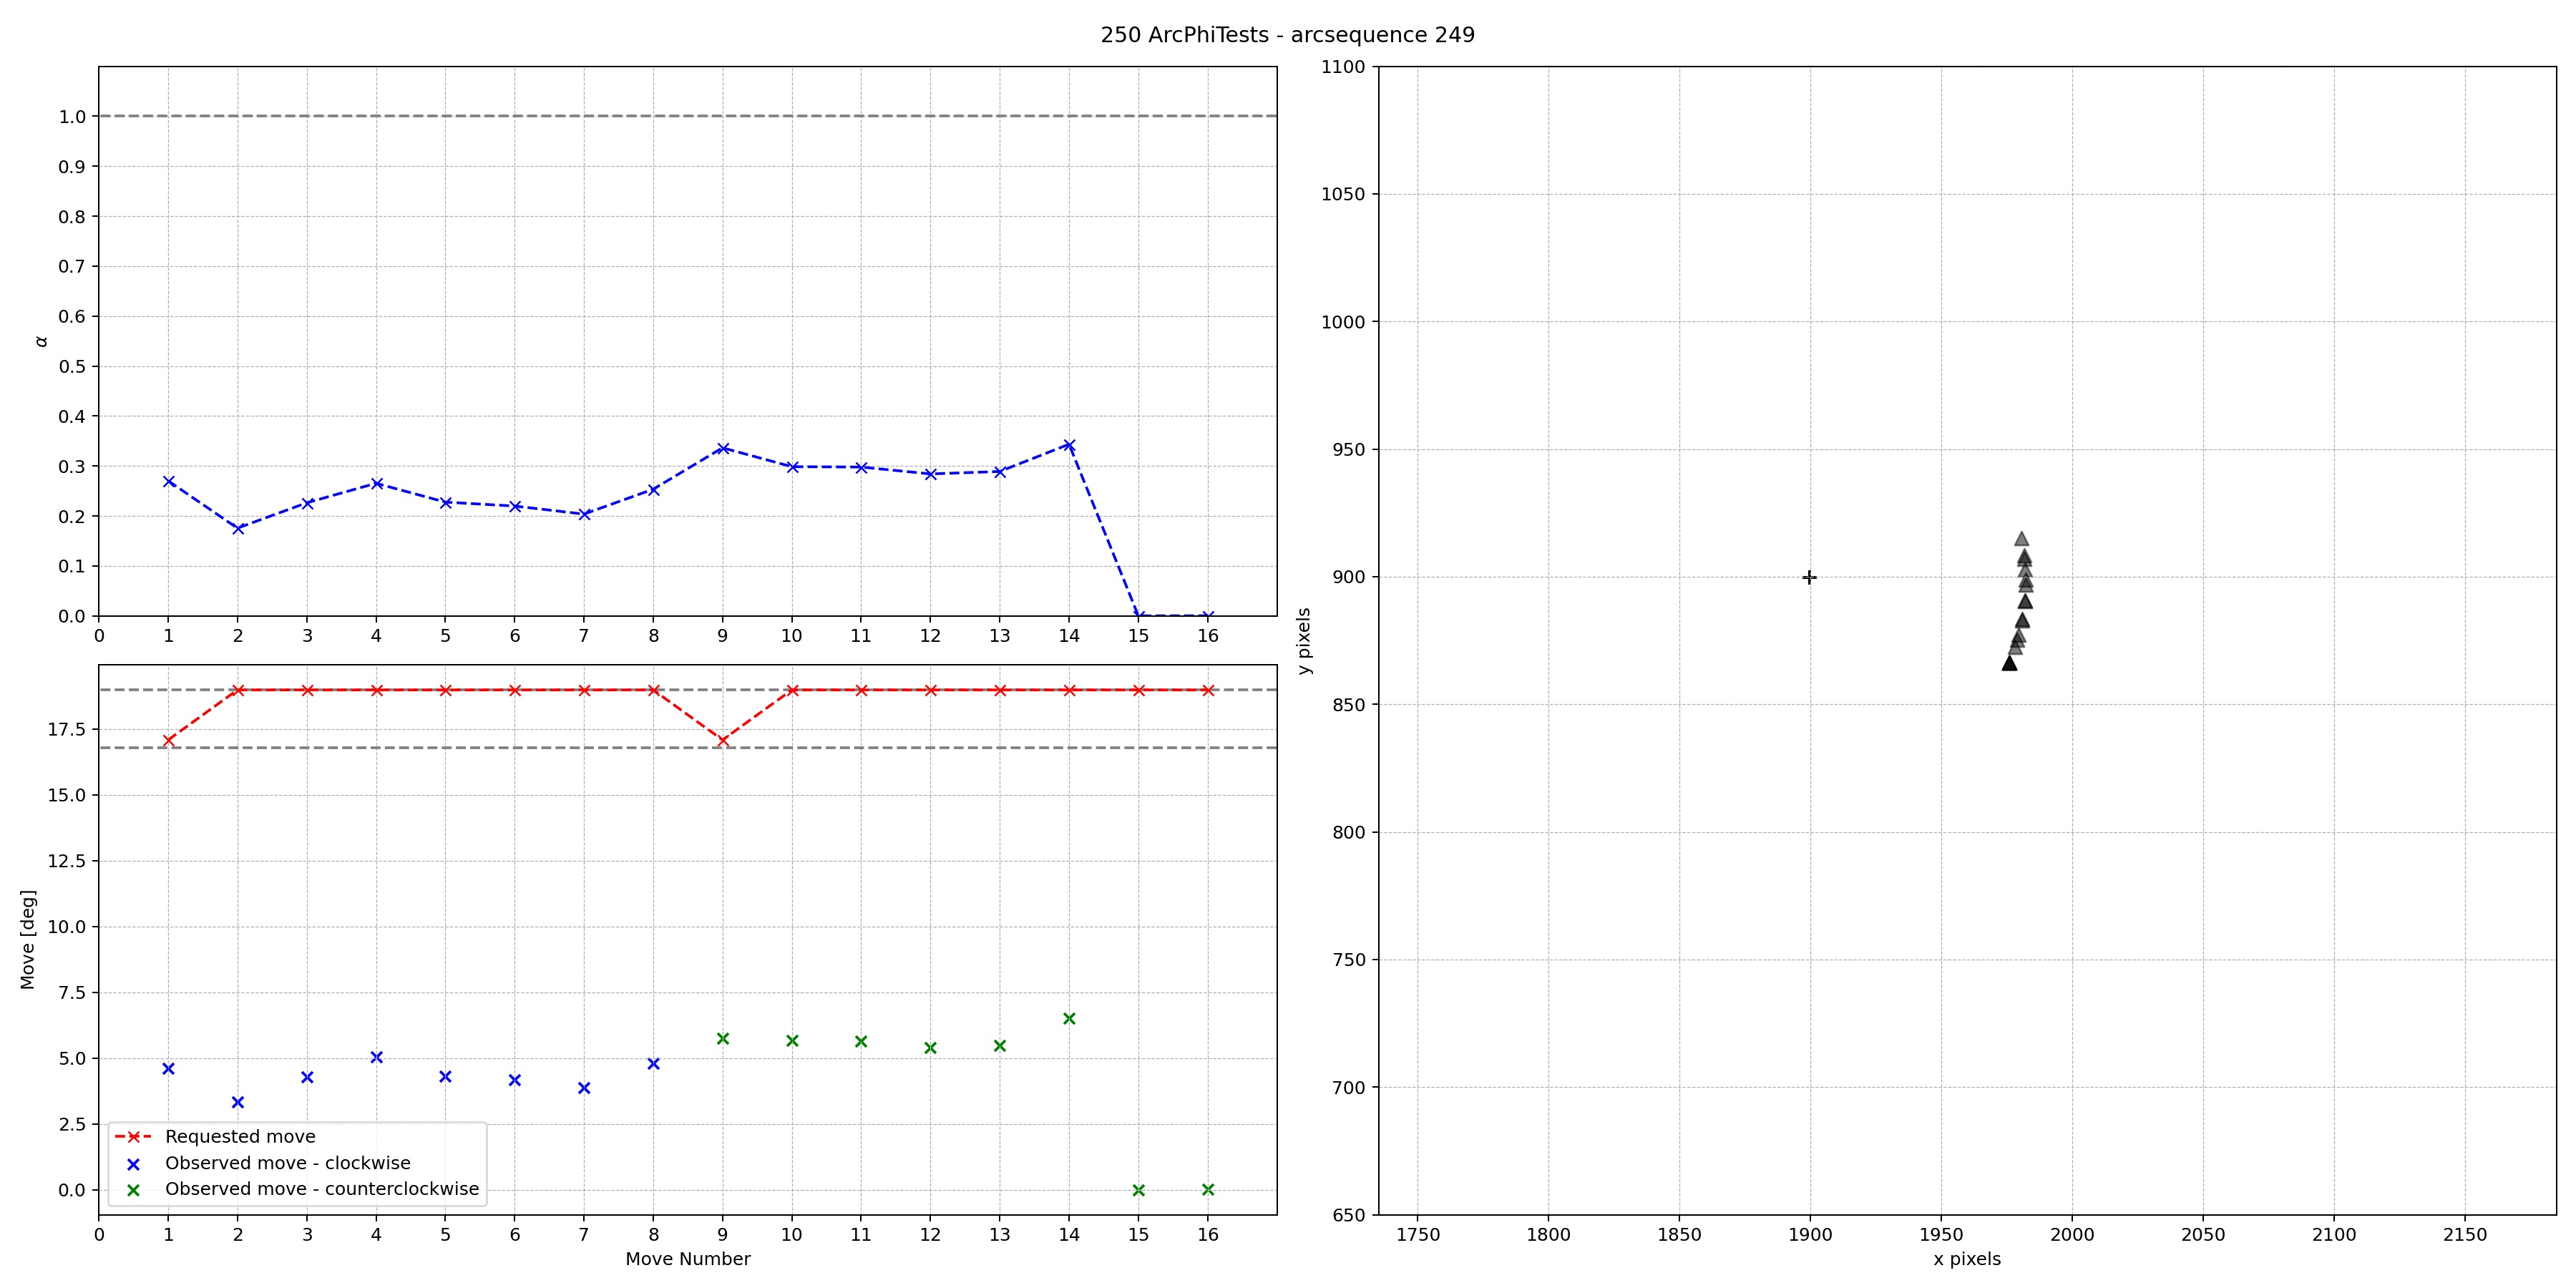 250 ArcPhiTests - arcsequence 249
1.0
0.9
0.8
0.7
0.6
0.5
0.4
0.3
0.2
0.1
0.0
α
0 1 2 3 4 5 6 7 8 9 10 11 12 13 14 15 16
17.5
15.0
12.5
10.0
7.5
5.0
2.5
0.0
Move [deg]
Requested move
Observed move - clockwise
Observed move - counterclockwise
0 1 2 3 4 5 6 7 8 9 10 11 12 13 14 15 16
Move Number
1100
1050
1000
950
900
850
800
750
700
650
y pixels
1750 1800 1850 1900 1950 2000 2050 2100 2150
x pixels